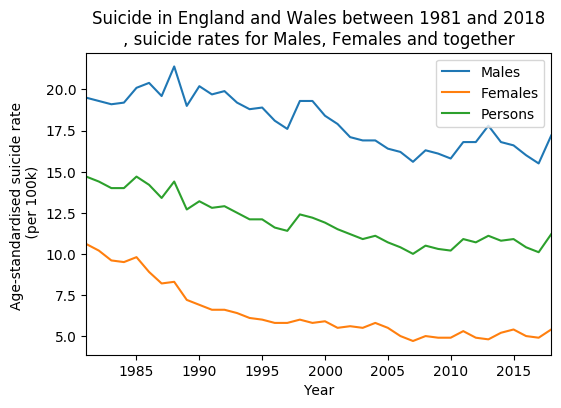 Suicide in England and Wales between 1981 and 2018
, suicide rates for Males, Females and together
Males
Females
Persons
Age-standardised suicide rate
(per 100k)
20.0
17.5
15.0
12.5
10.0
7.5
5.0
1985 1990 1995 2000 2005 2010 2015
Year